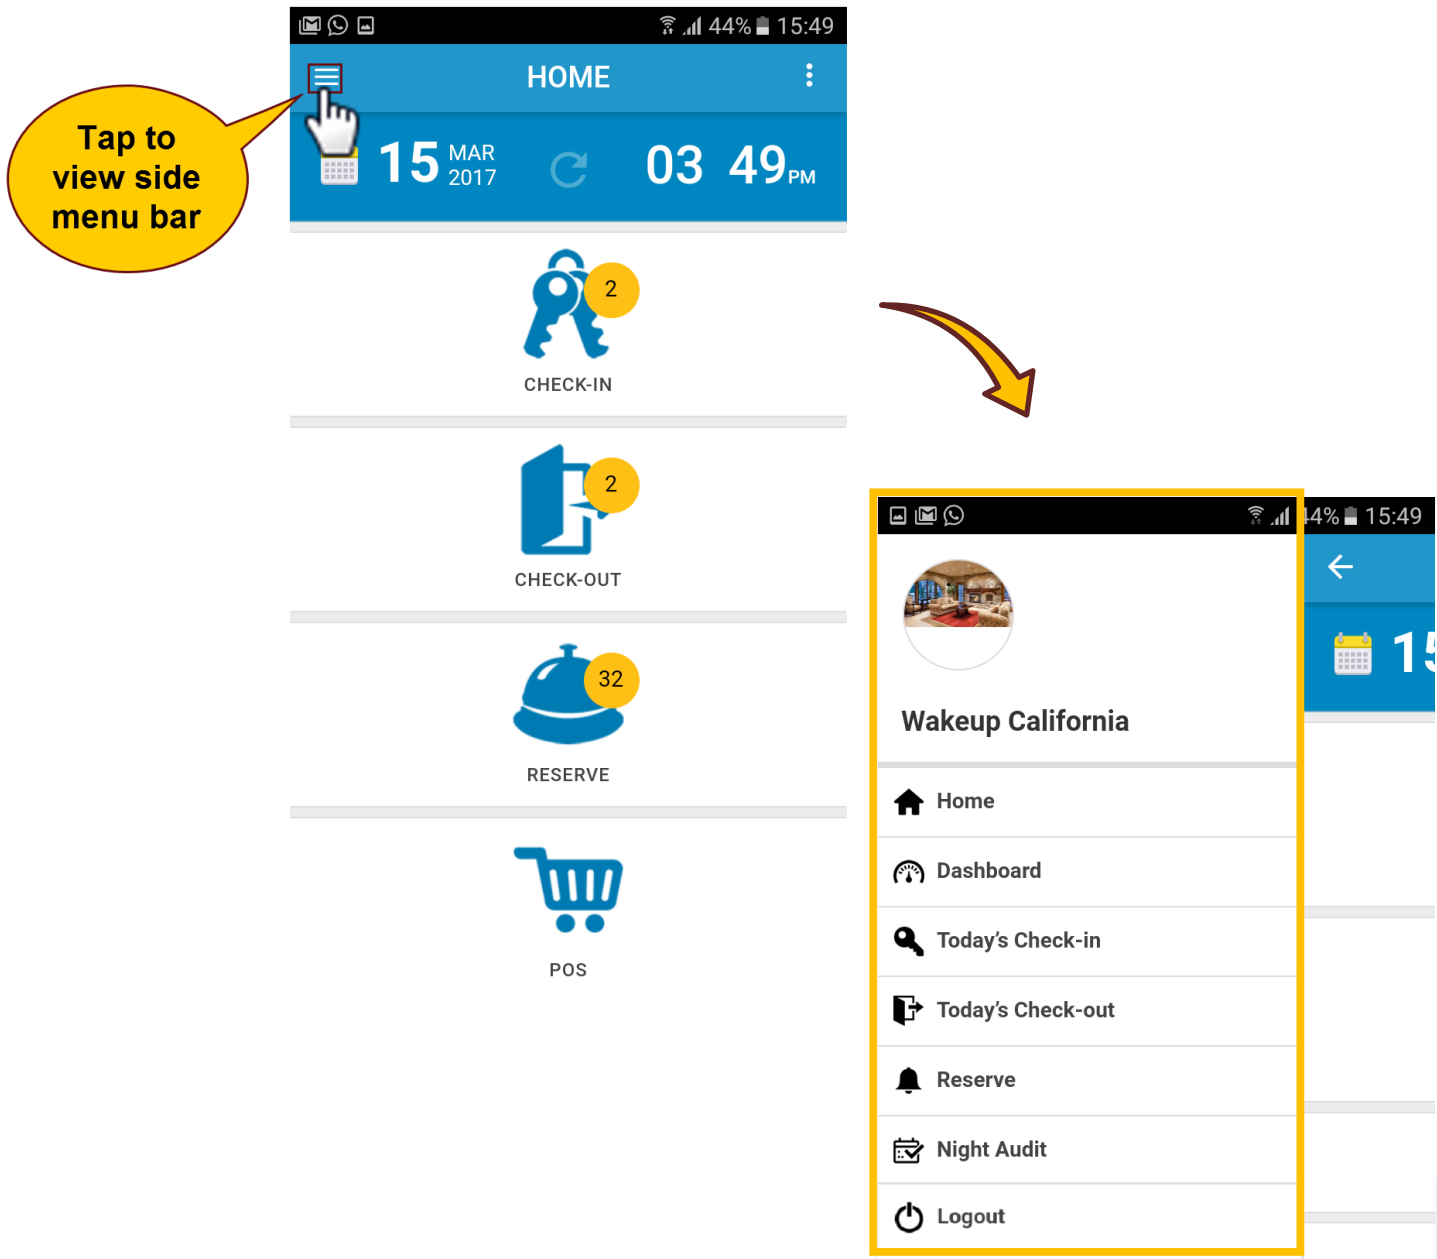 44% 15:49
HOME
Tap to
view side
menu bar
15 MAR
2017
03 49 PM
2
CHECK-IN
2
CHECK-OUT
32
RESERVE
POS
44% 15:49
15
Wakeup California
Home
Dashboard
Today's Check-in
Today's Check-out
Reserve
Night Audit
Logout